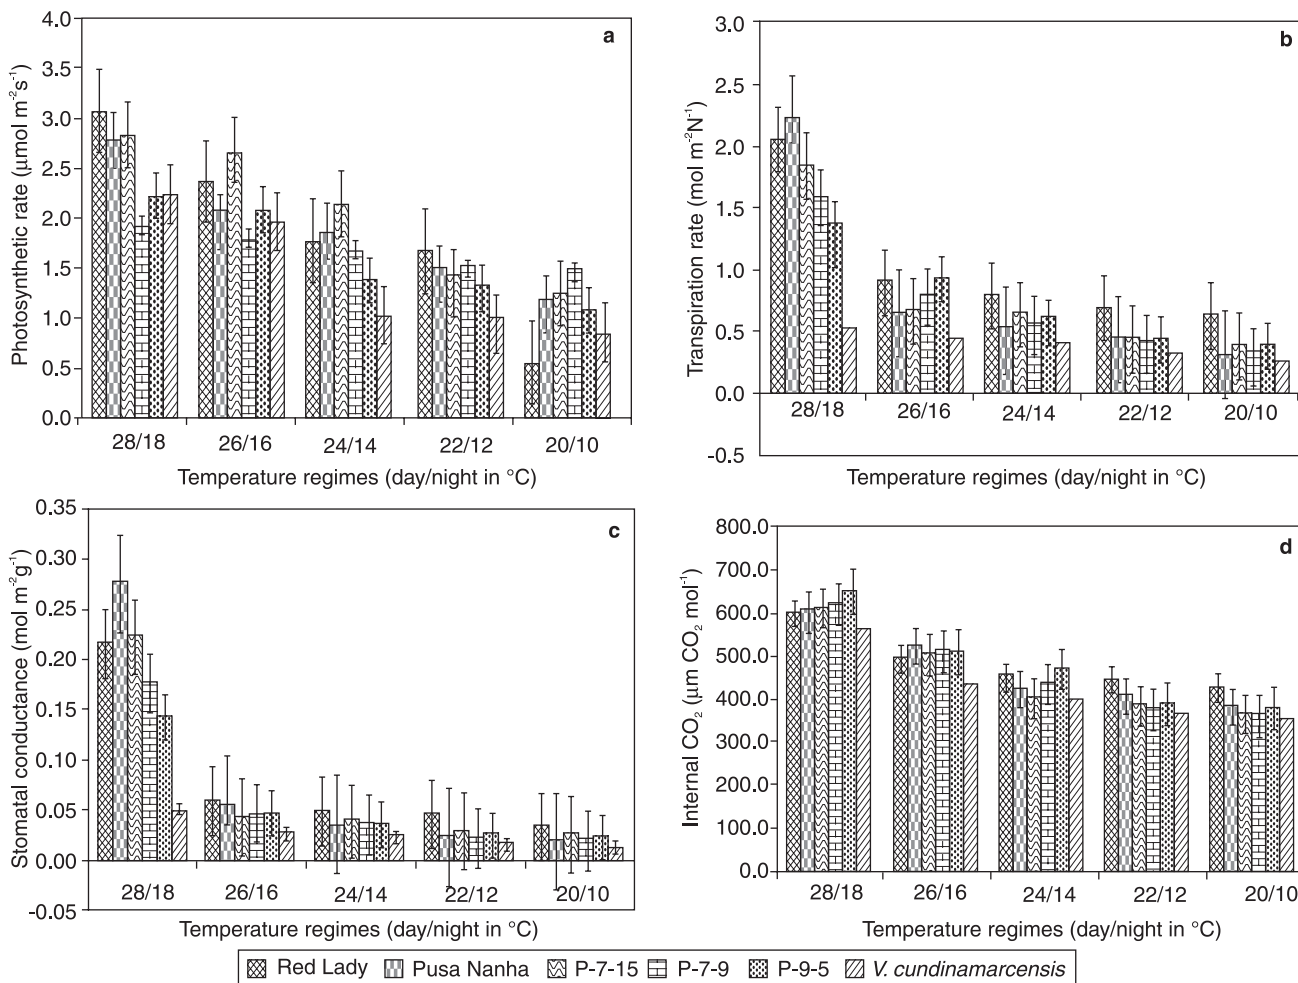 a
Photosynthetic rate (μmol m⁻²s⁻¹)
4.0
3.5
3.0
2.5
2.0
1.5
1.0
0.5
0.0
28/18 26/16 24/14 22/12 20/10
Temperature regimes (day/night in °C)
b
Transpiration rate (mol m⁻²N⁻¹)
3.0
2.5
2.0
1.5
1.0
0.5
0.0
-0.5
28/18 26/16 24/14 22/12 20/10
Temperature regimes (day/night in °C)
c
Stomatal conductance (mol m⁻²g⁻¹)
0.35
0.30
0.25
0.20
0.15
0.10
0.05
0.00
-0.05
28/18 26/16 24/14 22/12 20/10
Temperature regimes (day/night in °C)
d
Internal CO₂ (μm CO₂ mol⁻¹)
800.0
700.0
600.0
500.0
400.0
300.0
200.0
100.0
0.0
28/18 26/16 24/14 22/12 20/10
Temperature regimes (day/night in °C)
Red Lady Pusa Nanha P-7-15 P-7-9 P-9-5 V. cundinamarcensis